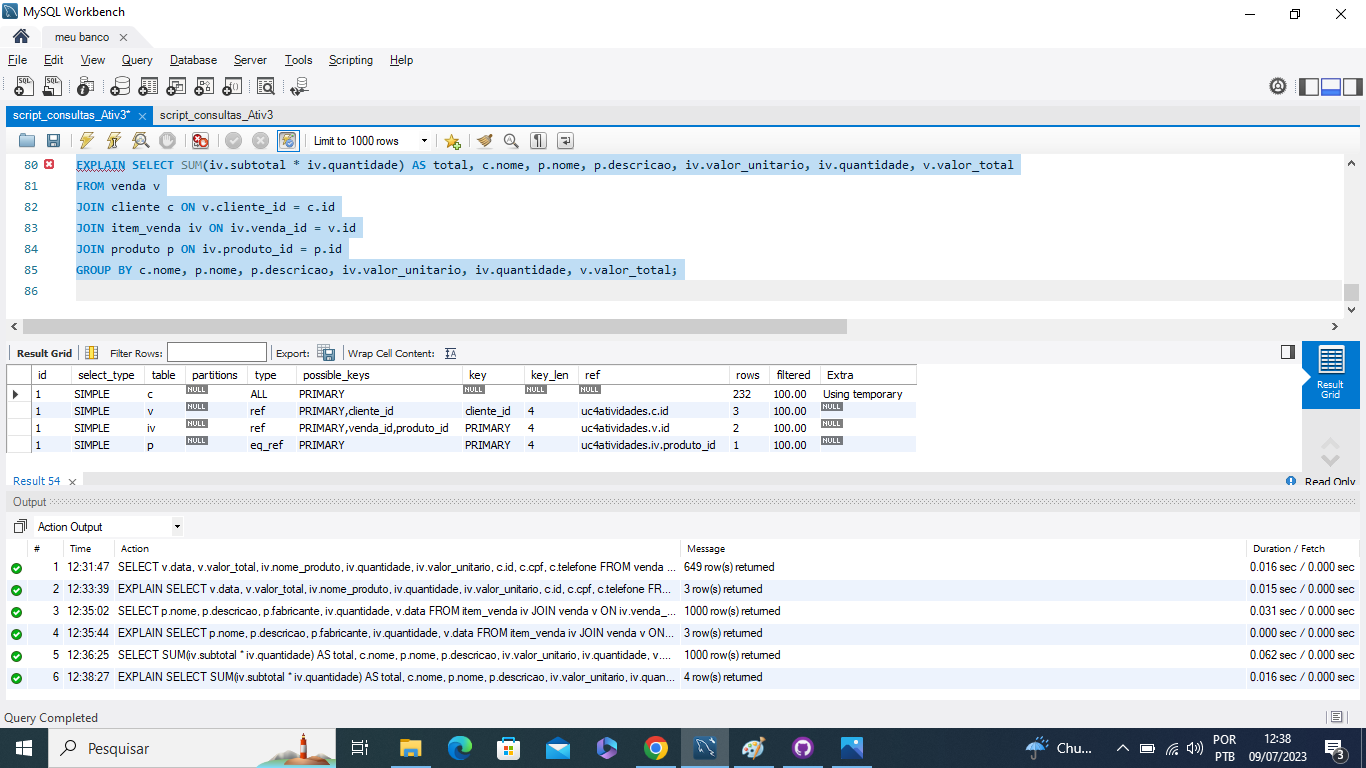 MySQL Workbench
meu banco
File Edit View Query Database Server Tools Scripting Help
script_consultas_Ativ3* script_consultas_Ativ3
Limit to 1000 rows
80 EXPLAIN SELECT SUM(iv.subtotal * iv.quantidade) AS total, c.nome, p.nome, p.descricao, iv.valor_unitario, iv.quantidade, v.valor_total
81 FROM venda v
82 JOIN cliente c ON v.cliente_id = c.id
83 JOIN item_venda iv ON iv.venda_id = v.id
84 JOIN produto p ON iv.produto_id = p.id
85 GROUP BY c.nome, p.nome, p.descricao, iv.valor_unitario, iv.quantidade, v.valor_total;
86
Result Grid Filter Rows: Export: Wrap Cell Content: IA
id select_type table partitions type possible_keys key key_len ref rows filtered Extra
1 SIMPLE c NULL ALL PRIMARY NULL NULL NULL 232 100.00 Using temporary
1 SIMPLE v NULL ref PRIMARY,cliente_id cliente_id 4 uc4atividades.c.id 3 100.00 NULL
1 SIMPLE iv NULL ref PRIMARY,venda_id,produto_id PRIMARY 4 uc4atividades.v.id 2 100.00 NULL
1 SIMPLE p NULL eq_ref PRIMARY PRIMARY 4 uc4atividades.iv.produto_id 1 100.00 NULL
Result Grid
Result 54 Read Only
Output
Action Output
# Time Action Message Duration / Fetch
1 12:31:47 SELECT v.data, v.valor_total, iv.nome_produto, iv.quantidade, iv.valor_unitario, c.id, c.cpf, c.telefone FROM venda ... 649 row(s) returned 0.016 sec / 0.000 sec
2 12:33:39 EXPLAIN SELECT v.data, v.valor_total, iv.nome_produto, iv.quantidade, iv.valor_unitario, c.id, c.cpf, c.telefone FR... 3 row(s) returned 0.015 sec / 0.000 sec
3 12:35:02 SELECT p.nome, p.descricao, p.fabricante, iv.quantidade, v.data FROM item_venda iv JOIN venda v ON iv.venda_... 1000 row(s) returned 0.031 sec / 0.000 sec
4 12:35:44 EXPLAIN SELECT p.nome, p.descricao, p.fabricante, iv.quantidade, v.data FROM item_venda iv JOIN venda v ON... 3 row(s) returned 0.000 sec / 0.000 sec
5 12:36:25 SELECT SUM(iv.subtotal * iv.quantidade) AS total, c.nome, p.nome, p.descricao, iv.valor_unitario, iv.quantidade, v.... 1000 row(s) returned 0.062 sec / 0.000 sec
6 12:38:27 EXPLAIN SELECT SUM(iv.subtotal * iv.quantidade) AS total, c.nome, p.nome, p.descricao, iv.valor_unitario, iv.quan... 4 row(s) returned 0.016 sec / 0.000 sec
Query Completed
Pesquisar Chu... POR 12:38
PTB 09/07/2023 3